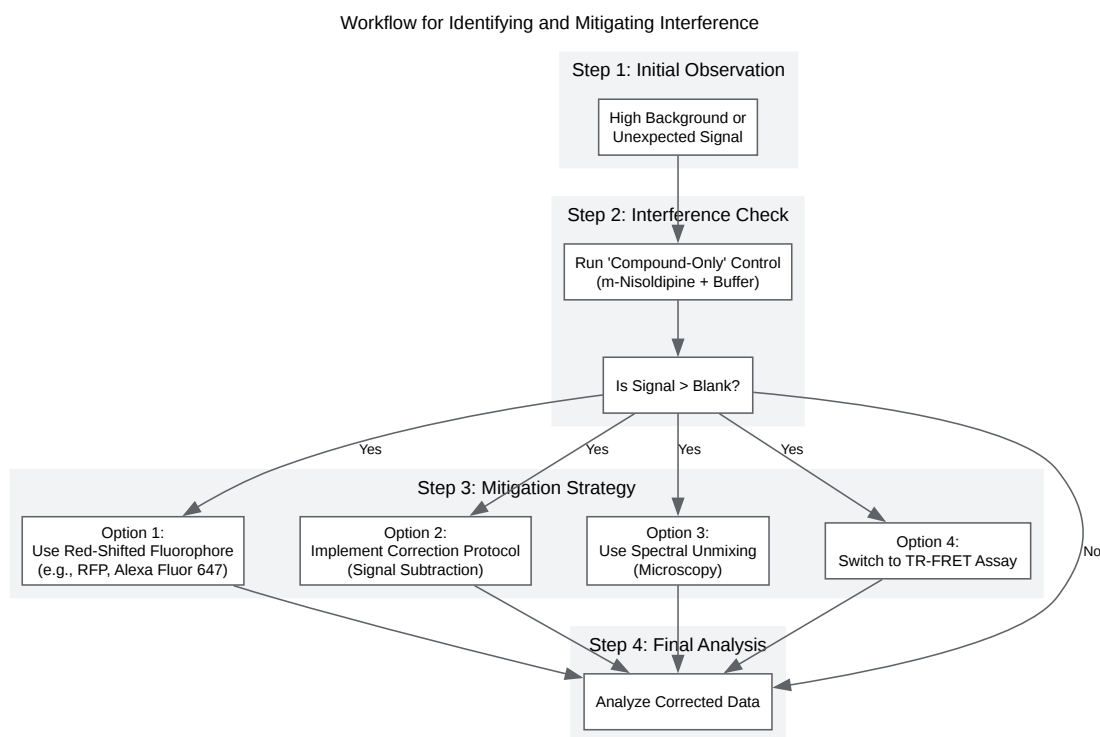 Workflow for Identifying and Mitigating Interference
Step 1: Initial Observation
High Background or
Unexpected Signal
Step 2: Interference Check
Run 'Compound-Only' Control
(m-Nisoldipine + Buffer)
Is Signal > Blank?
Yes
Yes
Yes
Yes
Step 3: Mitigation Strategy
Option 1:
Use Red-Shifted Fluorophore
(e.g., RFP, Alexa Fluor 647)
Option 2:
Implement Correction Protocol
(Signal Subtraction)
Option 3:
Use Spectral Unmixing
(Microscopy)
Option 4:
Switch to TR-FRET Assay
No
Step 4: Final Analysis
Analyze Corrected Data